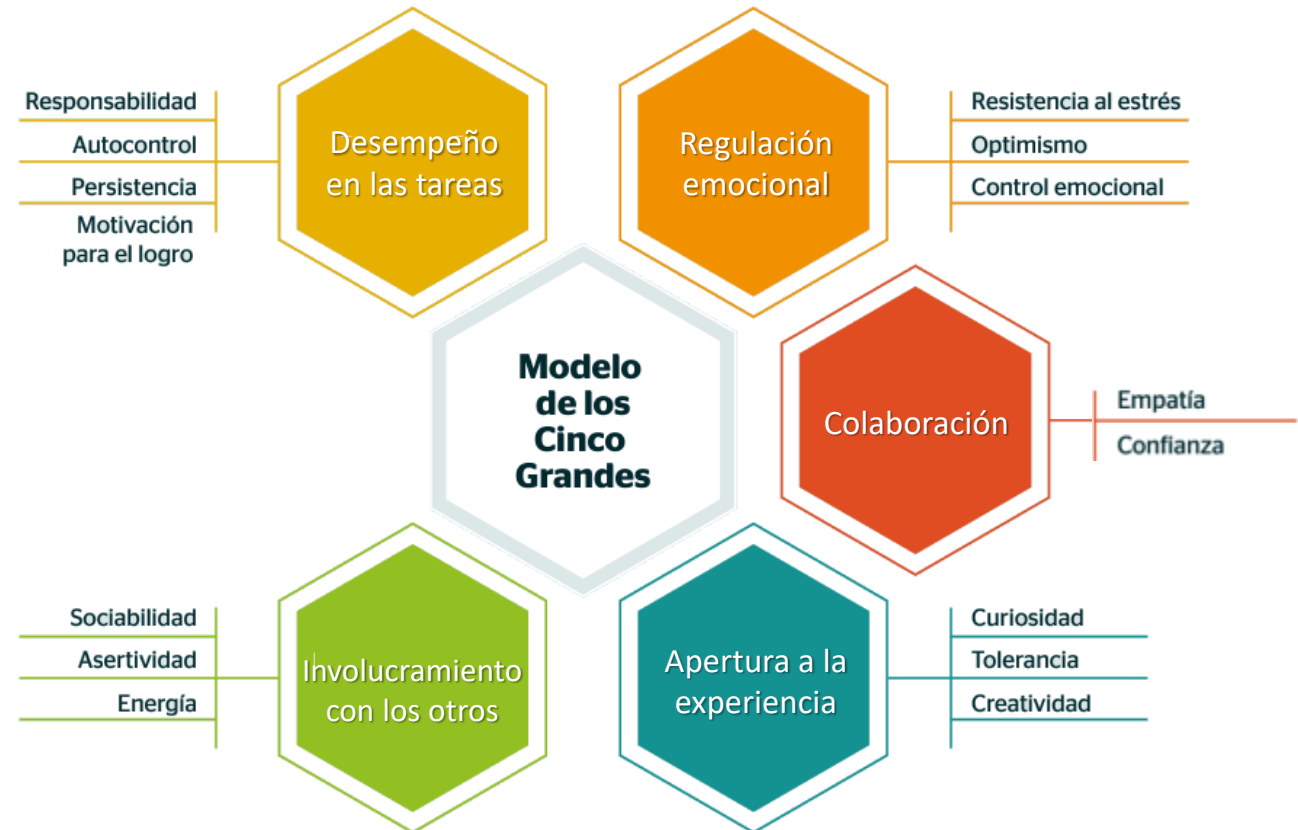 Responsabilidad
Autocontrol
Persistencia
Motivación
para el logro
Desempeño
en las tareas
Regulación
emocional
Resistencia al estrés
Optimismo
Control emocional
Modelo
de los
Cinco
Grandes
Colaboración
Empatía
Confianza
Sociabilidad
Asertividad
Energía
Involucramiento
con los otros
Apertura a la
experiencia
Curiosidad
Tolerancia
Creatividad